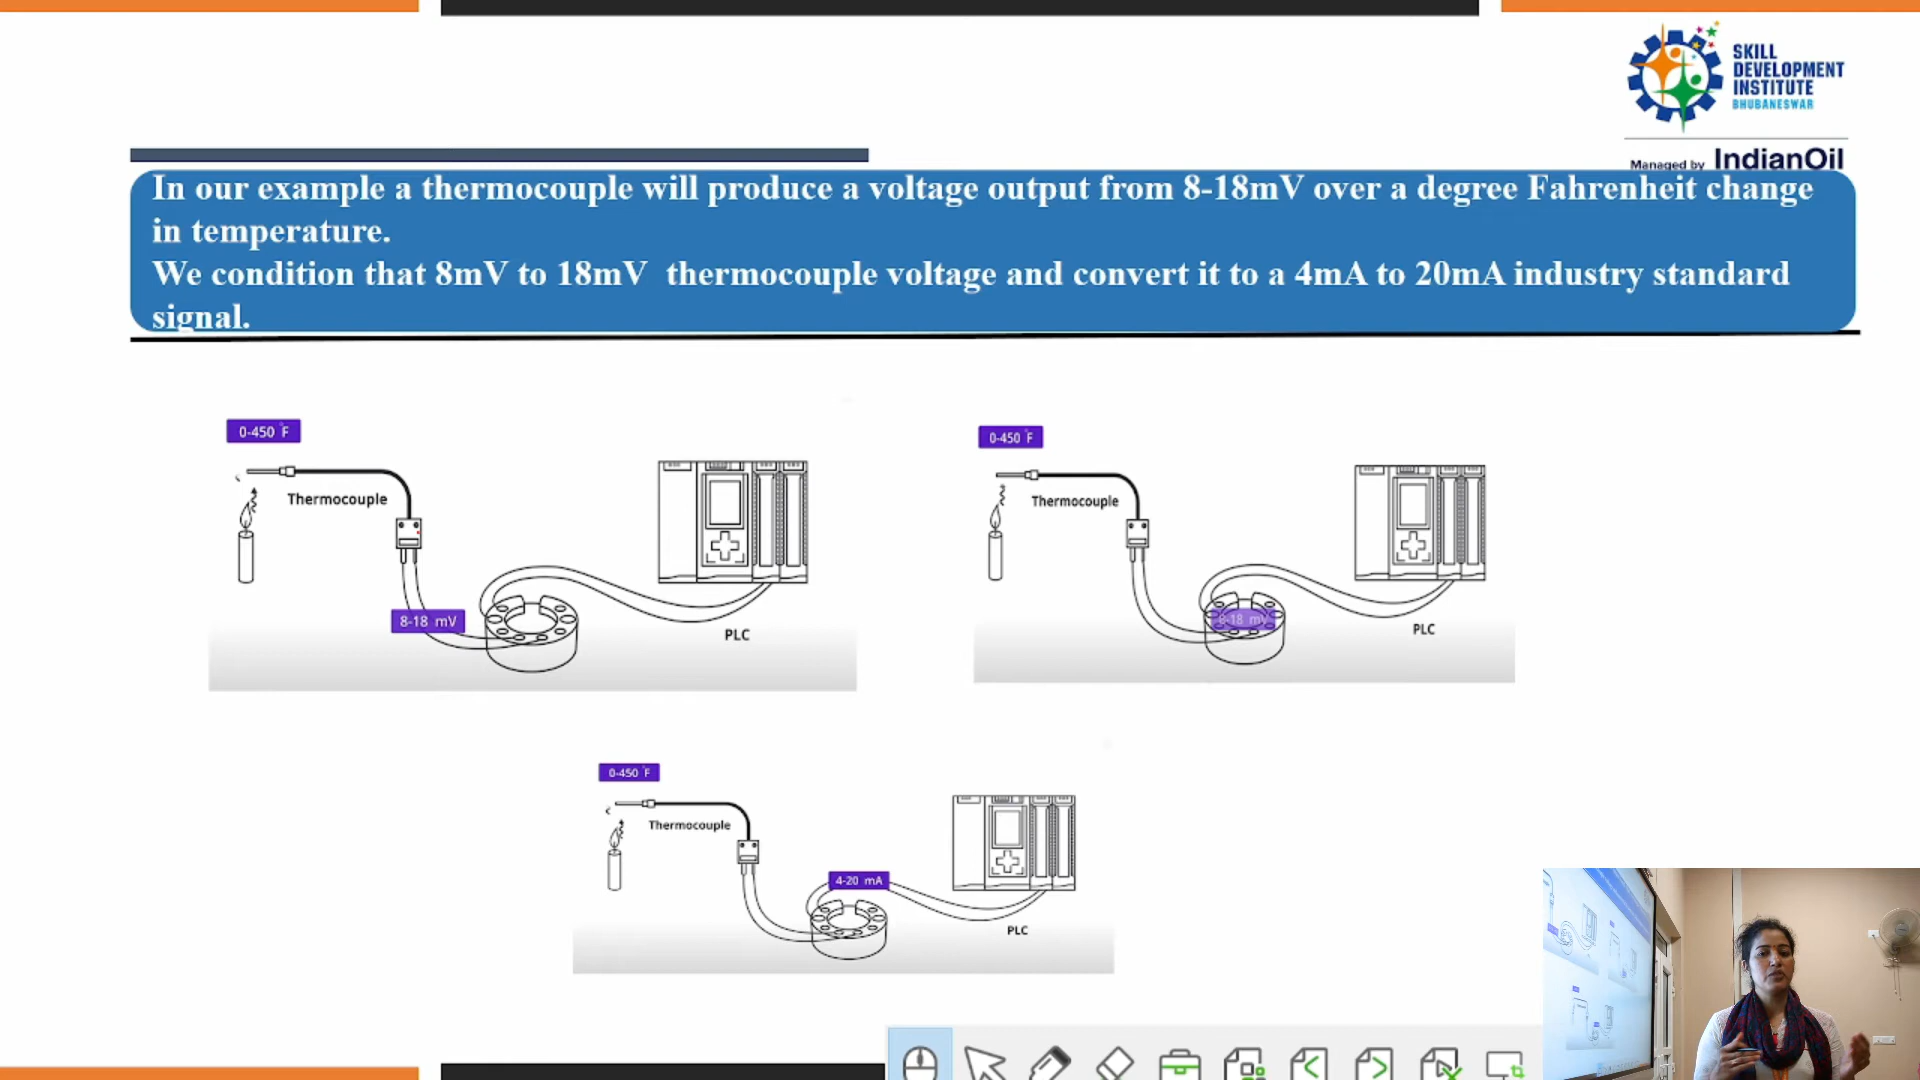 SKILL
DEVELOPMENT
INSTITUTE
BHUBANESWAR
Managed by IndianOil
In our example a thermocouple will produce a voltage output from 8-18mV over a degree Fahrenheit change
in temperature.
We condition that 8mV to 18mV thermocouple voltage and convert it to a 4mA to 20mA industry standard
signal.
0-450 °F
Thermocouple
8-18 mV
PLC
0-450 °F
Thermocouple
8-18 mV
PLC
0-450 °F
Thermocouple
4-20 mA
PLC